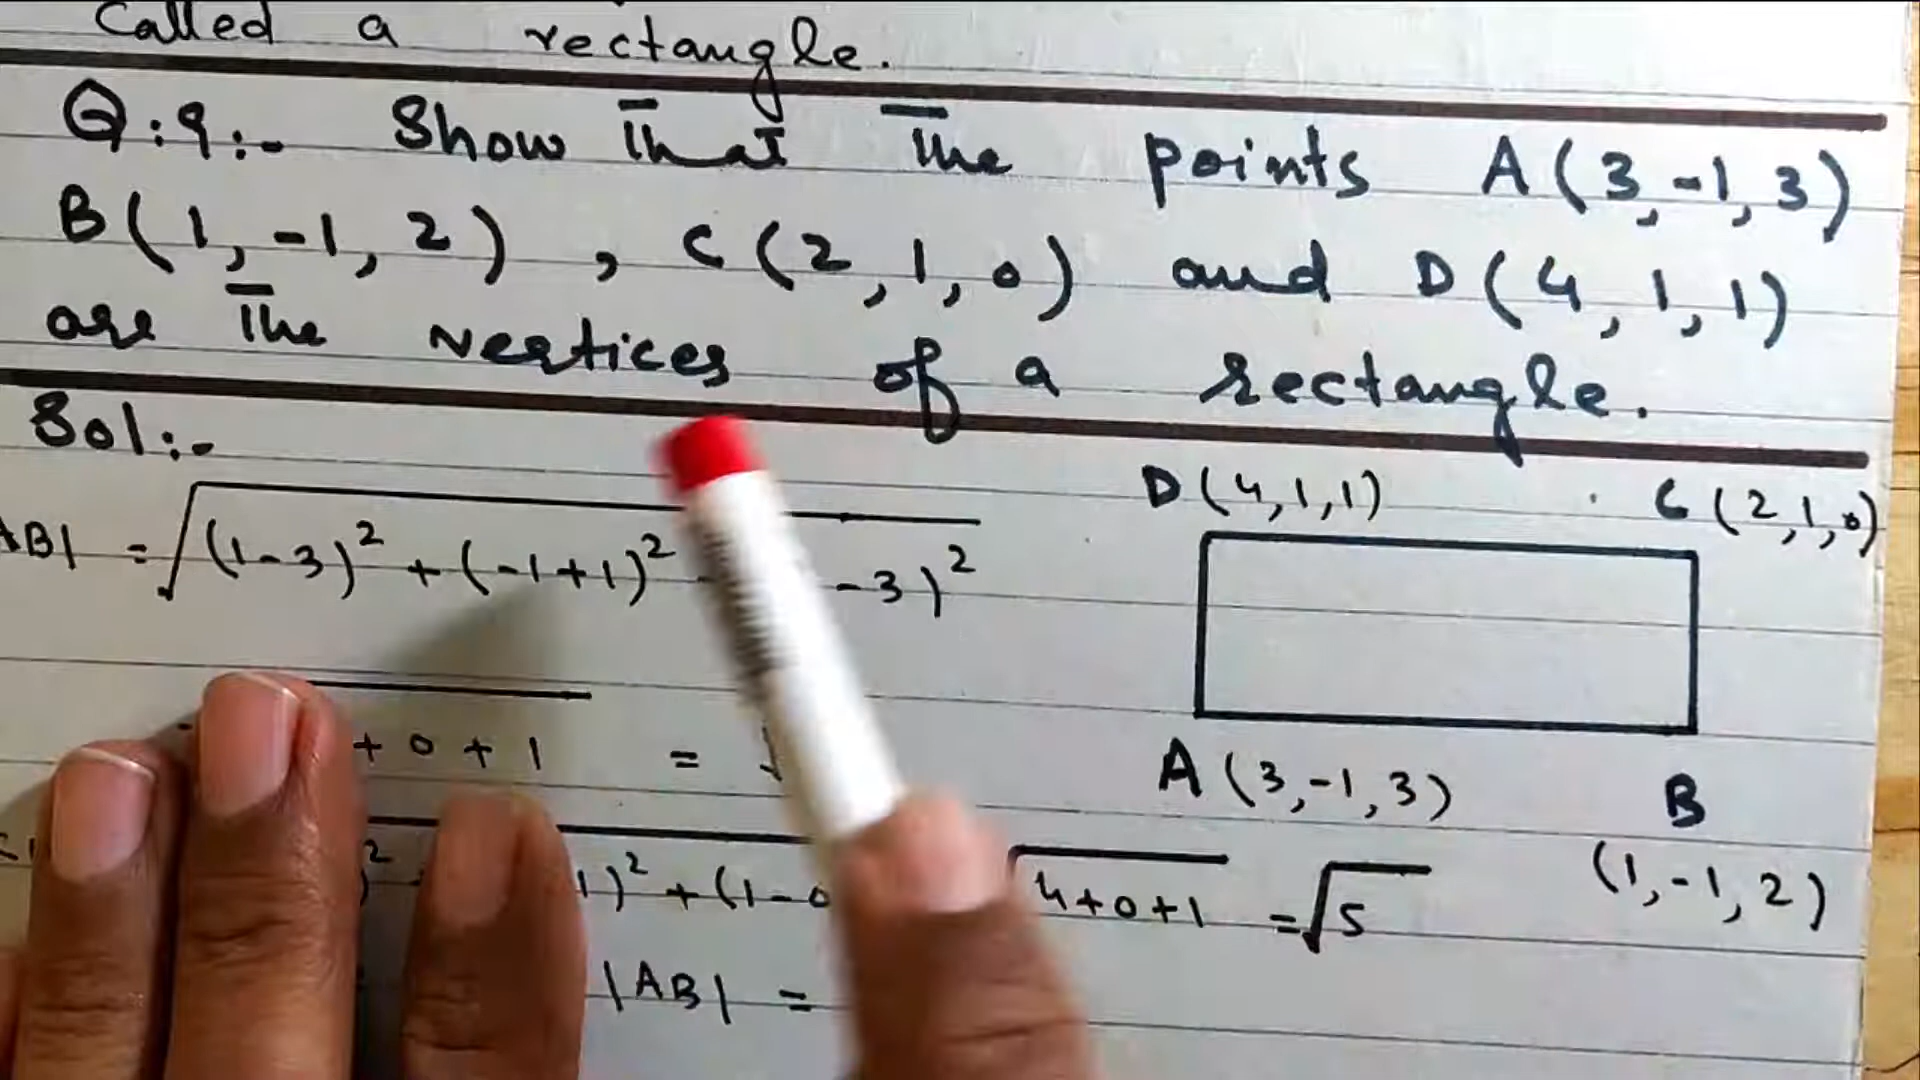 Called a rectangle.
Q:9:- Show that the points A(3,-1,3)
B(1,-1,2), C(2,1,0) and D(4,1,1)
are the vertices of a rectangle.
Sol:-
D(4,1,1) C(2,1,0)
AB| = √(1-3)² + (-1+1)² -3)²
+ 0 + 1 =
A(3,-1,3) B
(1,-1,2)
)² 1)² + (1-0 √4+0+1 = √5
|AB| =